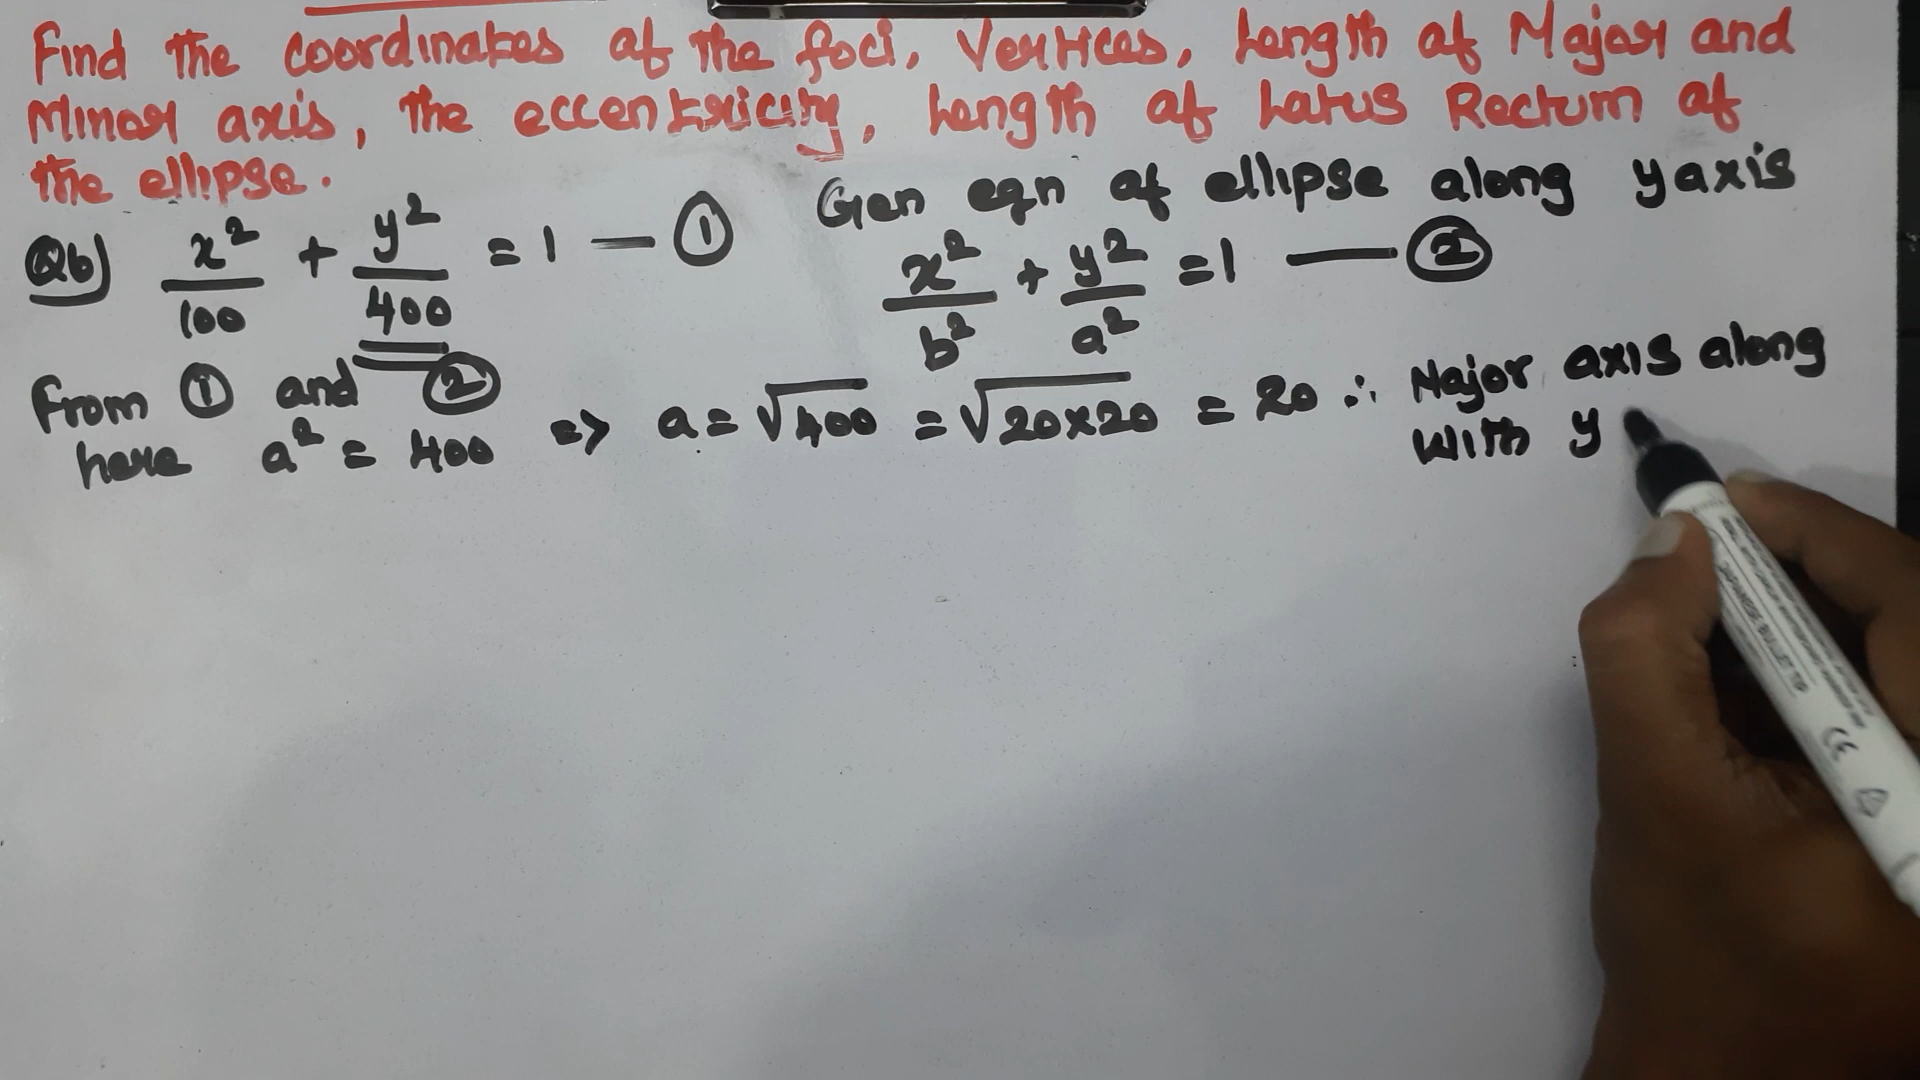 Find the coordinates of the foci, Vertices, Length of Major and
Minor axis, the eccentricity, Length of Latus Rectum of
the ellipse.
Gen eqn of ellipse along y axis
Q6) x²/100 + y²/400 = 1 — ①
x²/b² + y²/a² = 1 — ②
From ① and ②
here a² = 400 => a = √400 = √20×20 = 20 ∴ Major axis along
with y
CE